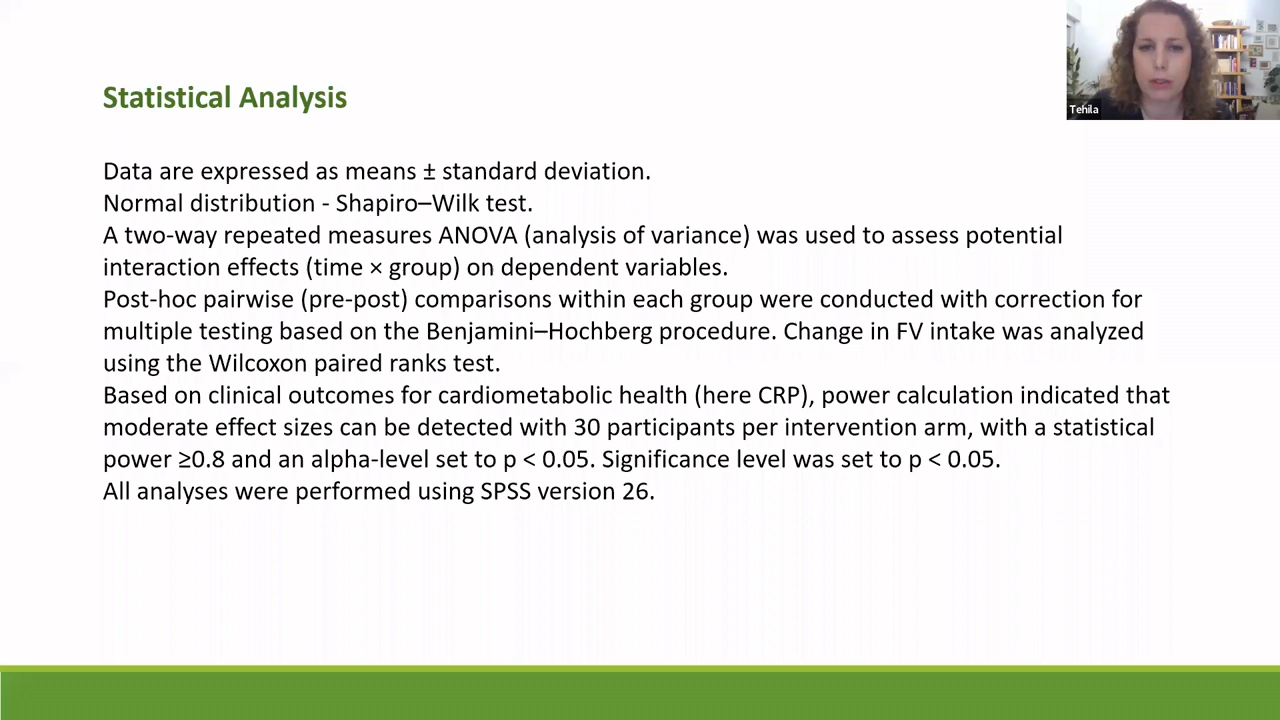 Statistical Analysis
Tehila
Data are expressed as means ± standard deviation.
Normal distribution - Shapiro–Wilk test.
A two-way repeated measures ANOVA (analysis of variance) was used to assess potential
interaction effects (time × group) on dependent variables.
Post-hoc pairwise (pre-post) comparisons within each group were conducted with correction for
multiple testing based on the Benjamini–Hochberg procedure. Change in FV intake was analyzed
using the Wilcoxon paired ranks test.
Based on clinical outcomes for cardiometabolic health (here CRP), power calculation indicated that
moderate effect sizes can be detected with 30 participants per intervention arm, with a statistical
power ≥0.8 and an alpha-level set to p < 0.05. Significance level was set to p < 0.05.
All analyses were performed using SPSS version 26.